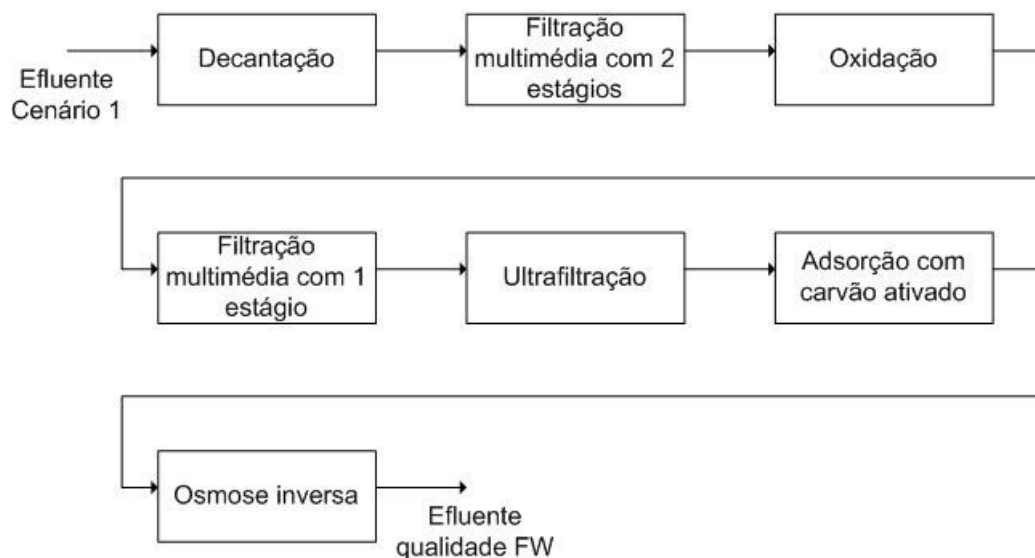 Efluente
Cenário 1
Decantação
Filtração
multimédia com 2
estágios
Oxidação
Filtração
multimédia com 1
estágio
Ultrafiltração
Adsorção com
carvão ativado
Osmose inversa
Efluente
qualidade FW